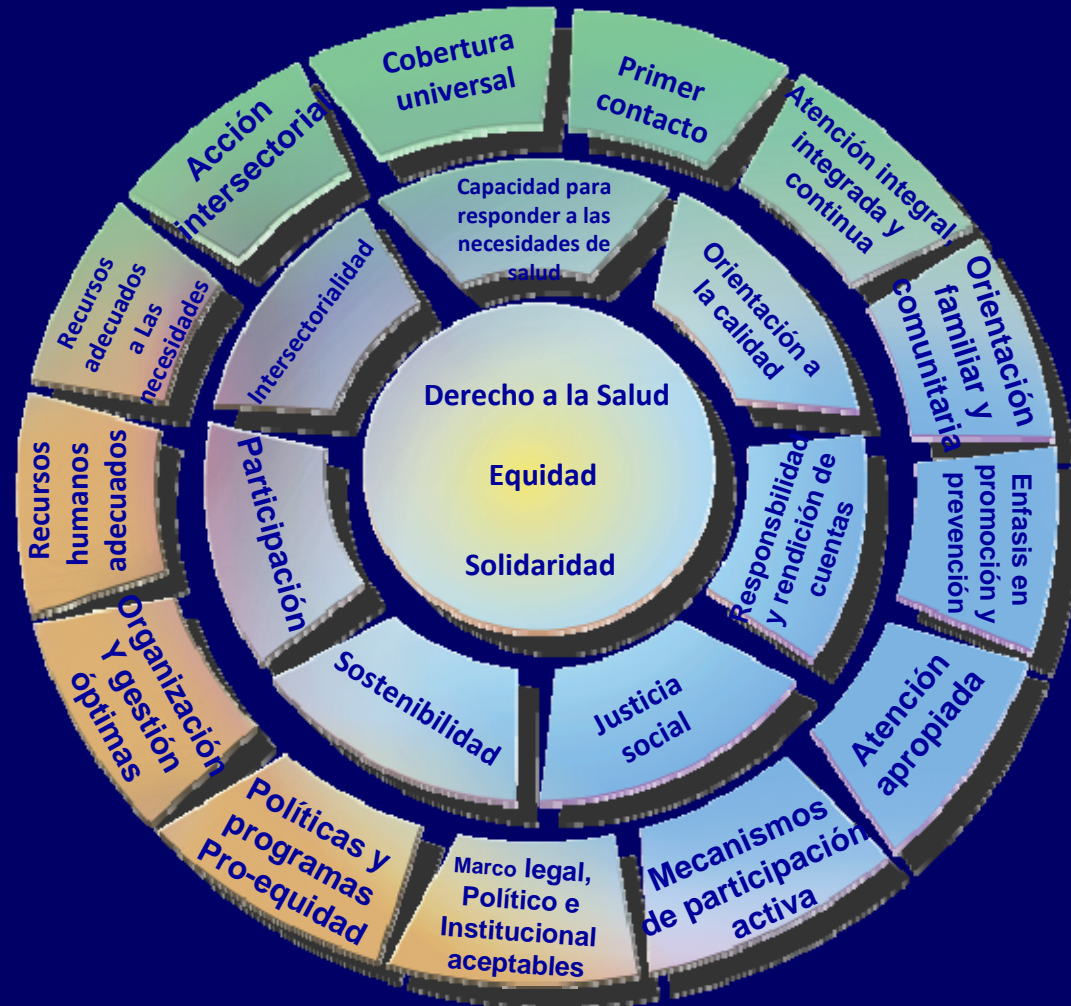 Cobertura
universal
Primer
contacto
Atención integral,
integrada y
continua
Orientación
familiar y
comunitaria
Enfasis en
promoción y
prevención
Atención
apropiada
Mecanismos
de participación
activa
Marco legal,
Político e
Institucional
aceptables
Políticas y
programas
Pro-equidad
Organización
Y gestión
óptimas
Recursos
humanos
adecuados
Recursos
adecuados
a Las
necesidades
Acción
intersectorial
Capacidad para
responder a las
necesidades de
salud
Orientación a
la calidad
Responsbilidad
y rendición de
cuentas
Justicia
social
Sostenibilidad
Participación
Intersectorialidad
Derecho a la Salud
Equidad
Solidaridad